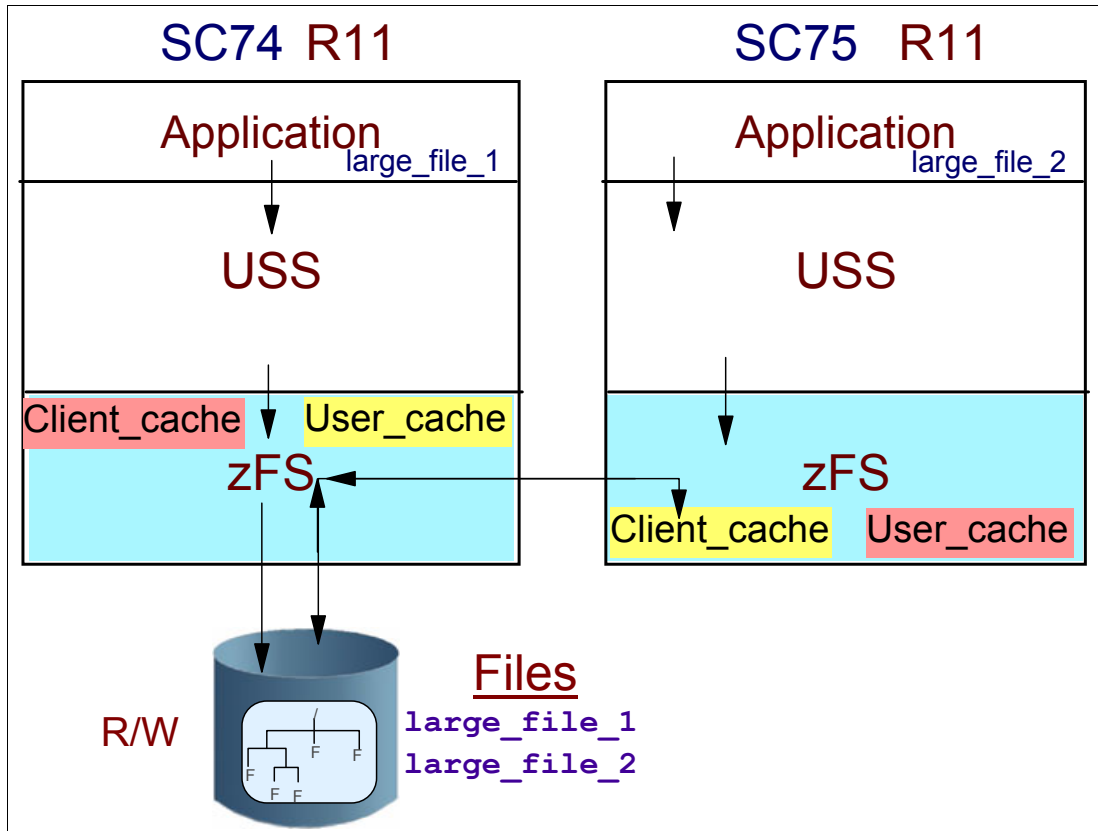 SC74 R11
SC75 R11
Application
large_file_1
Application
large_file_2
USS
USS
Client_cache
User_cache
zFS
zFS
Client_cache
User_cache
Files
large_file_1
large_file_2
R/W
/
F
F
F
F
F